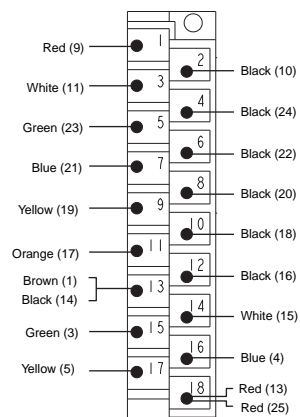 Red (9)
1
2
Black (10)
White (11)
3
4
Black (24)
Green (23)
5
6
Black (22)
Blue (21)
7
8
Black (20)
Yellow (19)
9
10
Black (18)
Orange (17)
11
12
Black (16)
Brown (1)
Black (14)
13
14
White (15)
Green (3)
15
16
Blue (4)
Yellow (5)
17
18
Red (13)
Red (25)